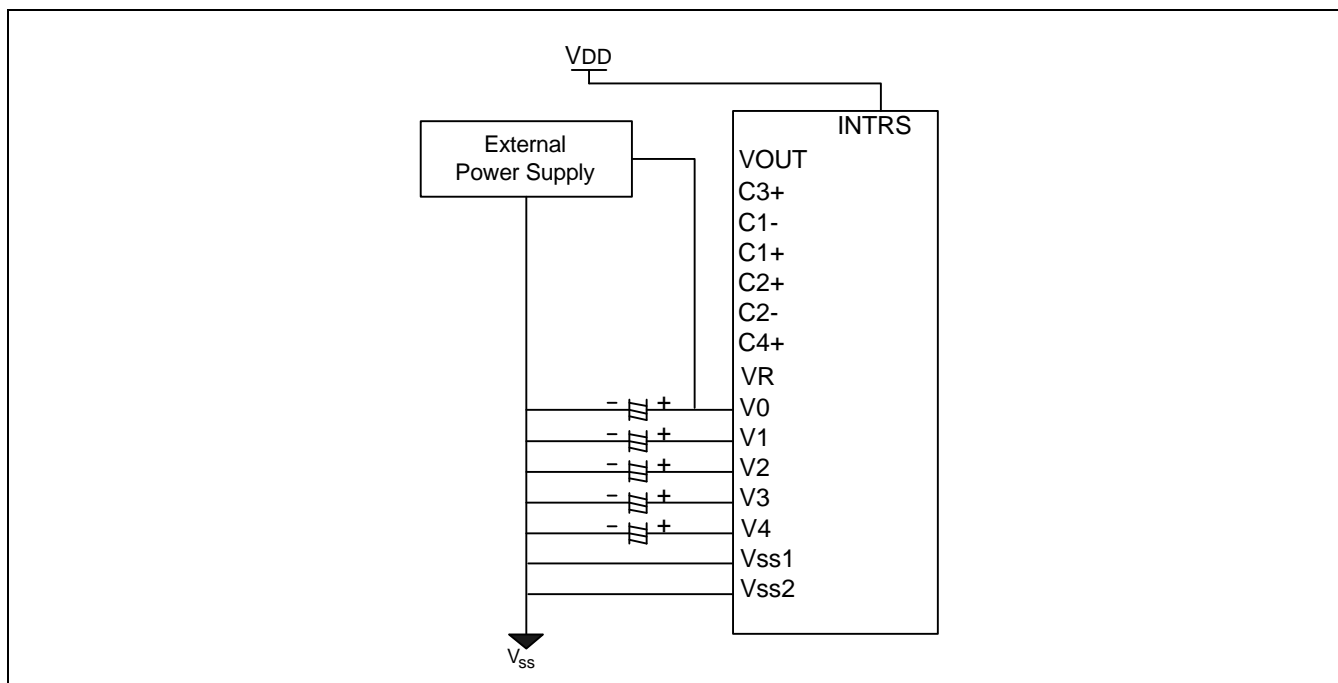 VDD
INTRS
External
Power Supply
VOUT
C3+
C1-
C1+
C2+
C2-
C4+
VR
− + V0
− + V1
− + V2
− + V3
− + V4
Vss1
Vss2
Vss